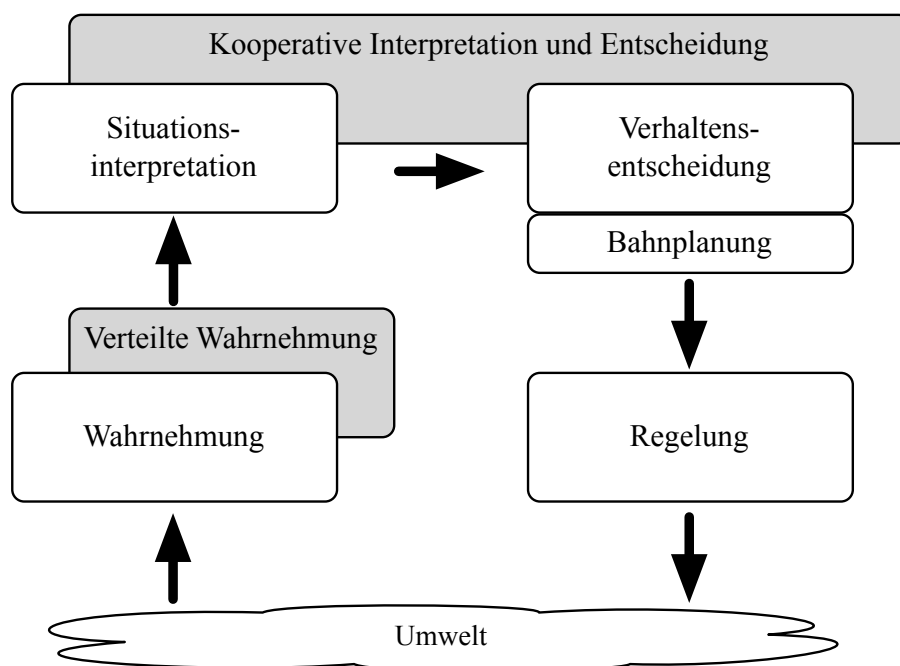 Kooperative Interpretation und Entscheidung
Situations-
interpretation
Verhaltens-
entscheidung
Bahnplanung
Verteilte Wahrnehmung
Wahrnehmung
Regelung
Umwelt